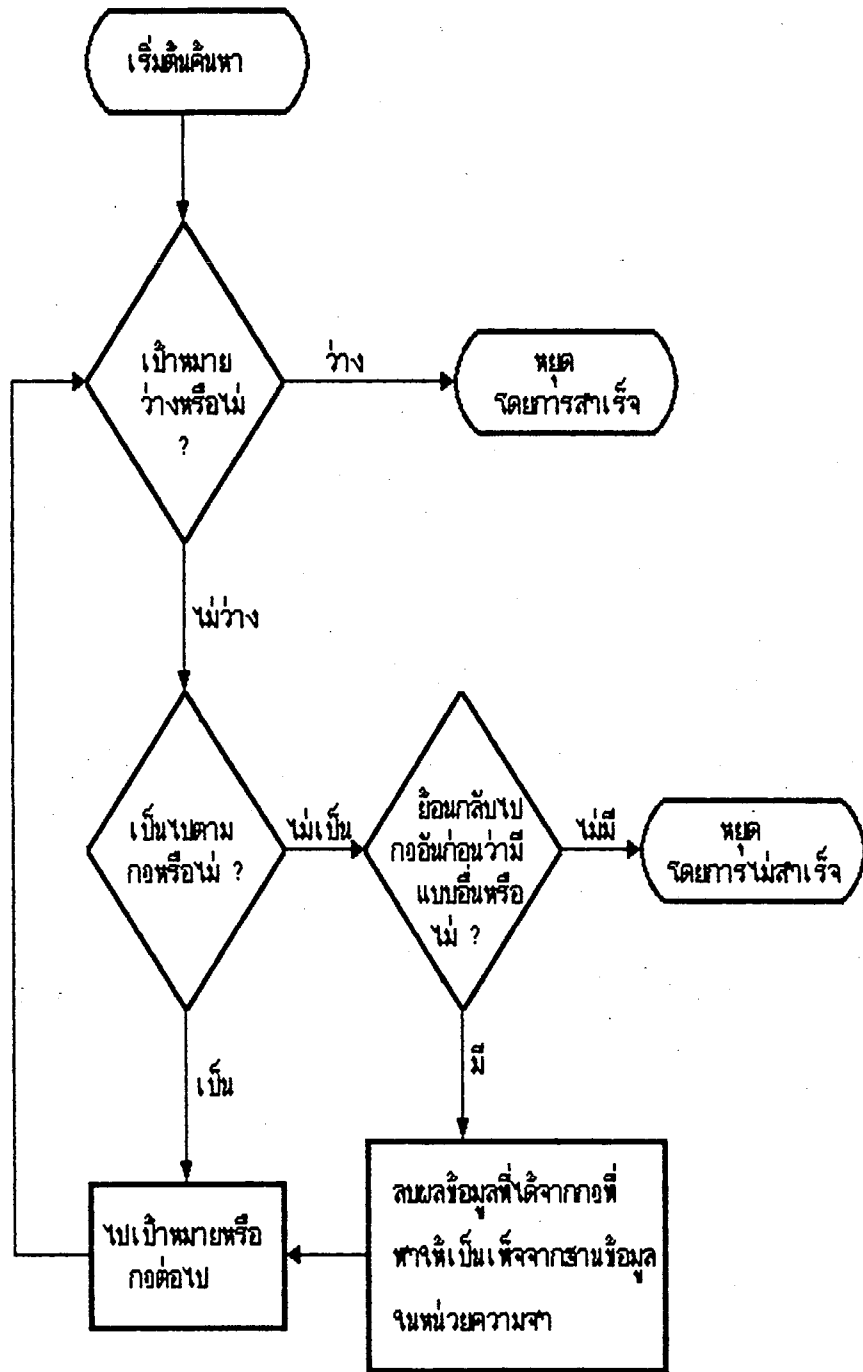 เริ่มต้นค้นหา
เป้าหมาย
ว่างหรือไม่
?
ว่าง
หยุด
โดยการสำเร็จ
ไม่ว่าง
เป็นไปตาม
กฎหรือไม่ ?
ไม่เป็น
ย้อนกลับไป
กฎอันก่อนว่ามี
แบบอื่นหรือ
ไม่ ?
ไม่มี
หยุด
โดยการไม่สำเร็จ
เป็น
มี
ไปเป้าหมายหรือ
กฎต่อไป
ลบผลข้อมูลที่ได้จากกฎที่
ทำให้เป็นเท็จจากฐานข้อมูล
ในหน่วยความจำ